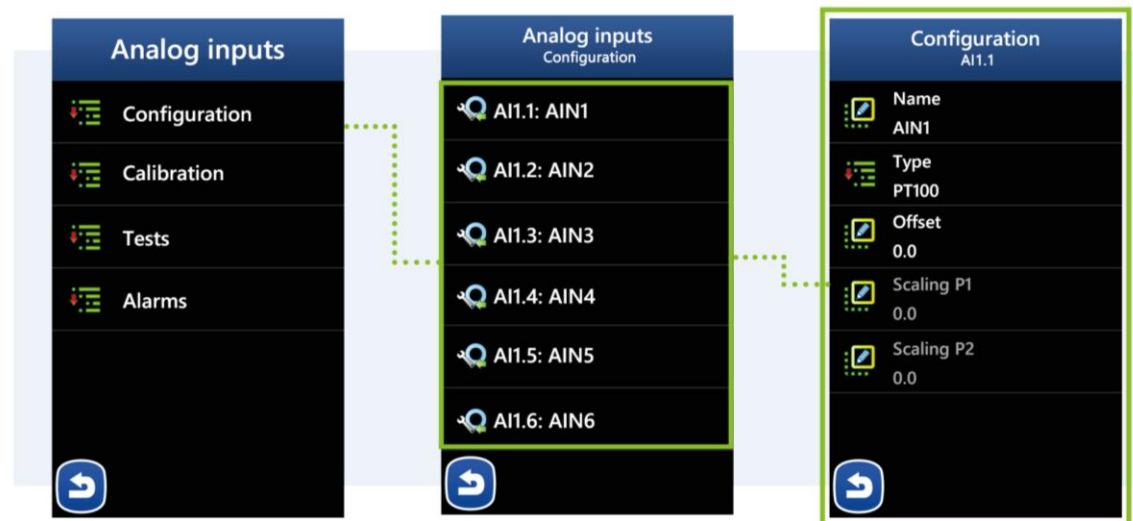 Analog inputs
Configuration
Calibration
Tests
Alarms
Analog inputs
Configuration
AI1.1: AIN1
AI1.2: AIN2
AI1.3: AIN3
AI1.4: AIN4
AI1.5: AIN5
AI1.6: AIN6
Configuration
AI1.1
Name
AIN1
Type
PT100
Offset
0.0
Scaling P1
0.0
Scaling P2
0.0